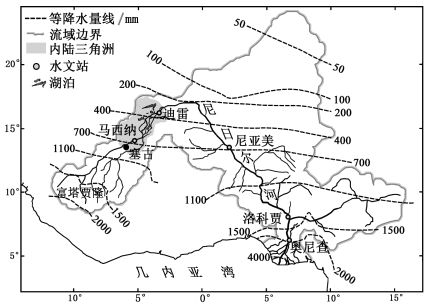 等降水量线/mm
流域边界
内陆三角洲
水文站
湖泊
50
50
100
20°
200
100
200
迪雷
尼
400
马西纳
日
400
15°
700
尼亚美
塞古
尔
700
1100
富塔贾隆
1100
河
10°
1500
洛科贾
2000
1500
1500
奥尼查
5°
4000
几内亚湾
2000
10°
5°
0°
5°
10°
15°